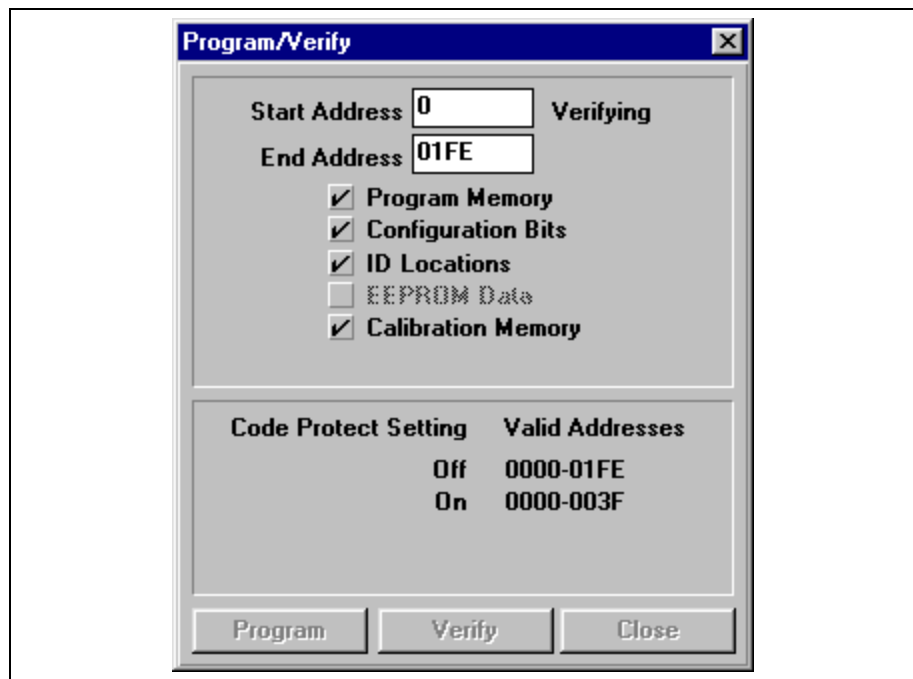 Program/Verify
Start Address 0 Verifying
End Address 01FE
Program Memory
Configuration Bits
ID Locations
EEPROM Data
Calibration Memory
Code Protect Setting Valid Addresses
Off 0000-01FE
On 0000-003F
Program Verify Close